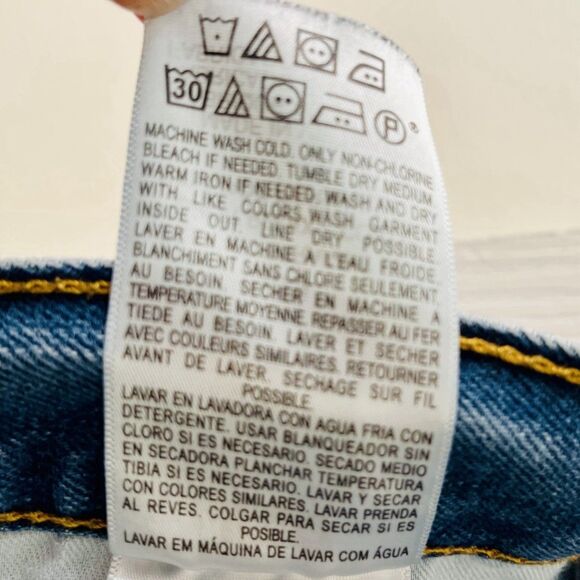 30
P®
MACHINE WASH COLD. ONLY NON-CHLORINE
BLEACH IF NEEDED. TUMBLE DRY MEDIUM.
WARM IRON IF NEEDED. WASH AND DRY
WITH LIKE COLORS. WASH GARMENT
INSIDE OUT. LINE DRY POSSIBLE.
LAVER EN MACHINE A L'EAU FROIDE.
BLANCHIMENT SANS CHLORE SEULEMENT,
AU BESOIN. SECHER EN MACHINE A
TEMPERATURE MOYENNE. REPASSER AU FER
TIEDE AU BESOIN. LAVER ET SECHER
AVEC COULEURS SIMILAIRES. RETOURNER
AVANT DE LAVER. SECHAGE SUR FIL
POSSIBLE.
LAVAR EN LAVADORA CON AGUA FRIA CON
DETERGENTE. USAR BLANQUEADOR SIN
CLORO SI ES NECESARIO. SECADO MEDIO
EN SECADORA PLANCHAR TEMPERATURA
TIBIA SI ES NECESARIO. LAVAR Y SECAR
CON COLORES SIMILARES. LAVAR PRENDA
AL REVES. COLGAR PARA SECAR SI ES
POSIBLE.
LAVAR EM MÁQUINA DE LAVAR COM ÁGUA